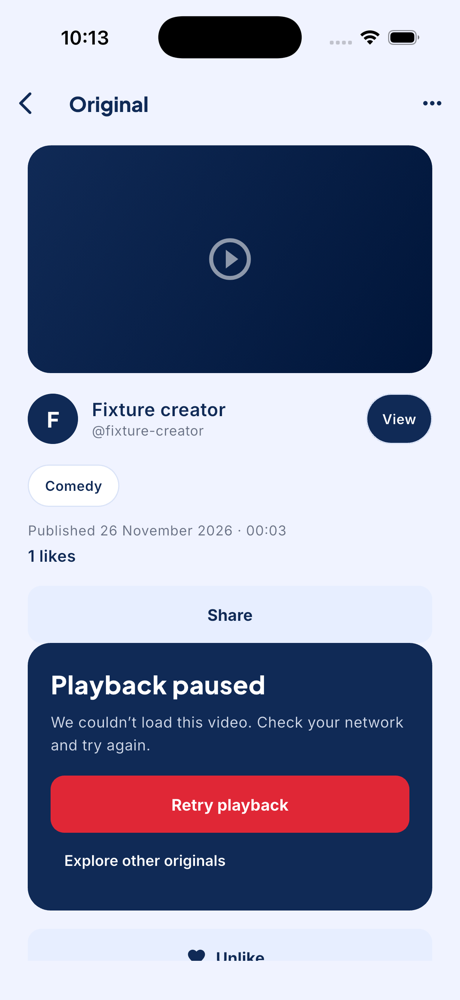 10:13
Original
F
Fixture creator
@fixture-creator
View
Comedy
Published 26 November 2026 · 00:03
1 likes
Share
Playback paused
We couldn’t load this video. Check your network
and try again.
Retry playback
Explore other originals
Unlike